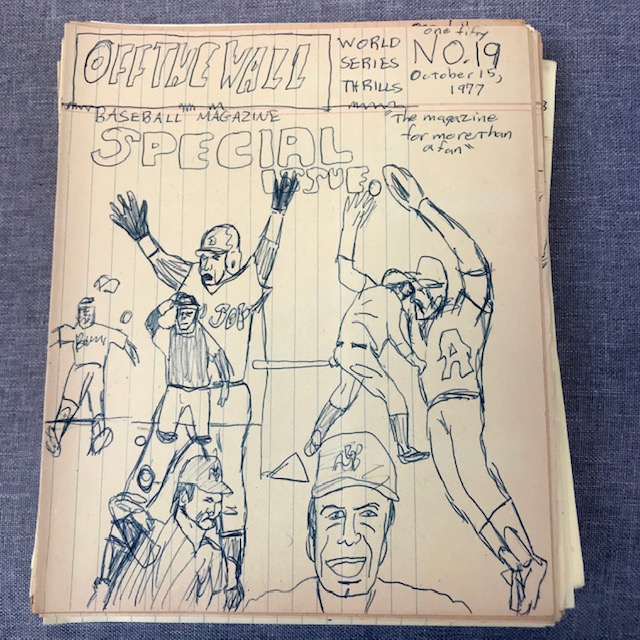 OFF THE WALL
WORLD
SERIES
THRILLS
one fifty
NO.19
October 15,
1977
BASEBALL MAGAZINE
SPECIAL
ISSUE.
"The magazine
for more than
a fan"
B
A
A